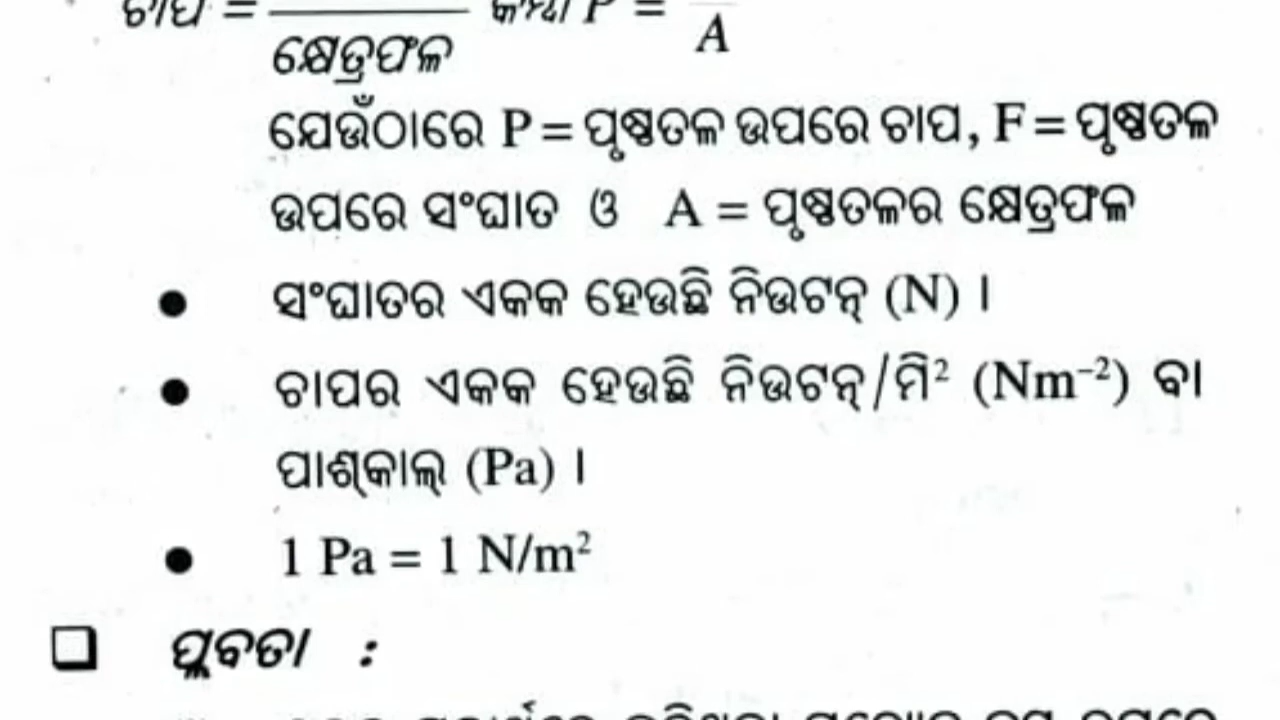 ଚାପ = କିମ୍ବା P =
କ୍ଷେତ୍ରଫଳ A
ଯେଉଁଠାରେ P = ପୃଷ୍ଠତଳ ଉପରେ ଚାପ, F = ପୃଷ୍ଠତଳ
ଉପରେ ସଂଘାତ ଓ A = ପୃଷ୍ଠତଳର କ୍ଷେତ୍ରଫଳ
● ସଂଘାତର ଏକକ ହେଉଛି ନିଉଟନ୍ (N) ।
● ଚାପର ଏକକ ହେଉଛି ନିଉଟନ୍/ମି² (Nm⁻²) ବା
ପାଶ୍‌କାଲ୍ (Pa) ।
● 1 Pa = 1 N/m²
❑ ପ୍ଲବତା :